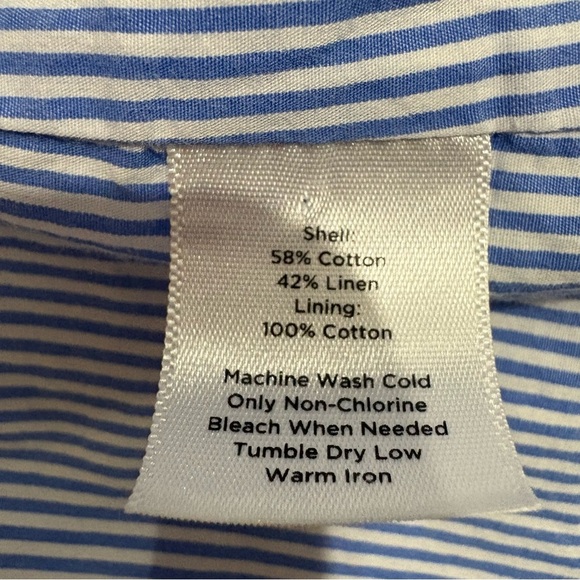 Shell:
58% Cotton
42% Linen
Lining:
100% Cotton
Machine Wash Cold
Only Non-Chlorine
Bleach When Needed
Tumble Dry Low
Warm Iron